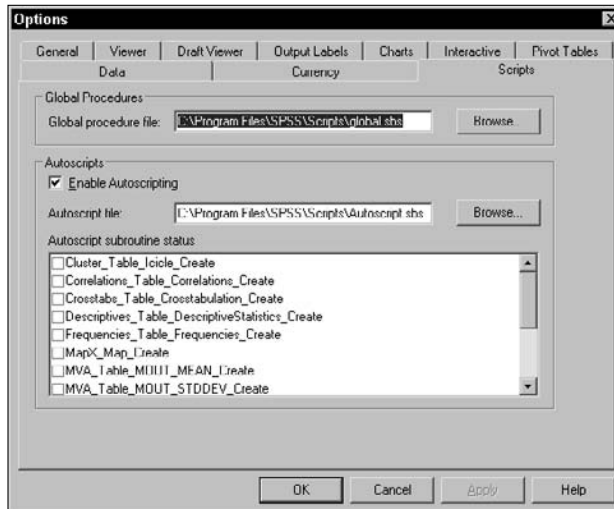 Options
General Viewer Draft Viewer Output Labels Charts Interactive Pivot Tables
Data Currency Scripts
Global Procedures
Global procedure file: C:\Program Files\SPSS\Scripts\global.sbs Browse...
Autoscripts
Enable Autoscripting
Autoscript file: C:\Program Files\SPSS\Scripts\Autoscript.sbs Browse...
Autoscript subroutine status
Cluster_Table_Icicle_Create
Correlations_Table_Correlations_Create
Crosstabs_Table_Crosstabulation_Create
Descriptives_Table_DescriptiveStatistics_Create
Frequencies_Table_Frequencies_Create
MapX_Map_Create
MVA_Table_MOUT_MEAN_Create
MVA_Table_MOUT_STDDEV_Create
OK Cancel Apply Help